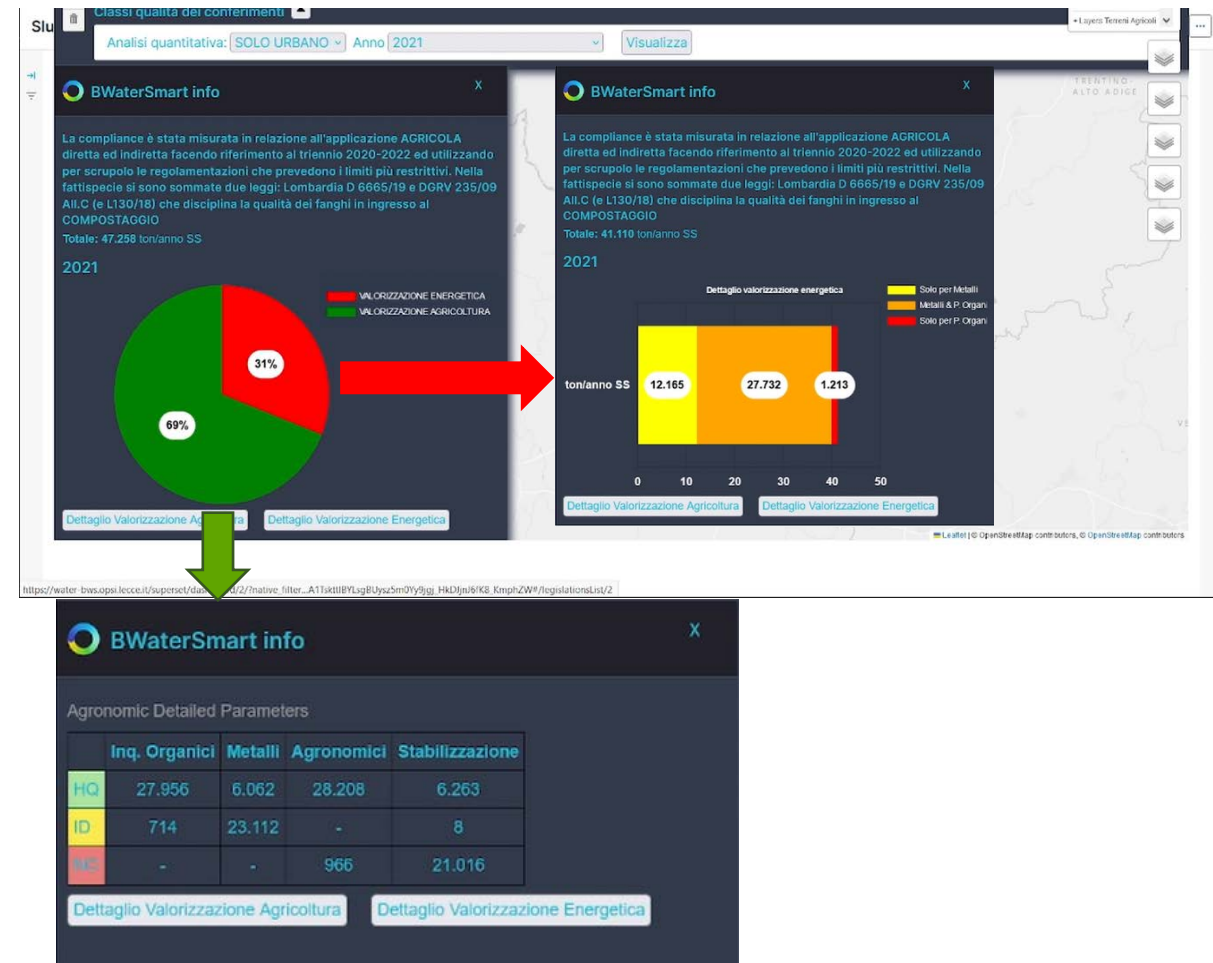 Slu
Classi qualità dei conferimenti
Analisi quantitativa: SOLO URBANO Anno 2021 Visualizza
+ Layers Terreni Agricoli
...
TRENTINO-
ALTO ADIGE
BWaterSmart info X
La compliance è stata misurata in relazione all'applicazione AGRICOLA
diretta ed indiretta facendo riferimento al triennio 2020-2022 ed utilizzando
per scrupolo le regolamentazioni che prevedono i limiti più restrittivi. Nella
fattispecie si sono sommate due leggi: Lombardia D 6665/19 e DGRV 235/09
All.C (e L130/18) che disciplina la qualità dei fanghi in ingresso al
COMPOSTAGGIO
Totale: 47.258 ton/anno SS
2021
VALORIZZAZIONE ENERGETICA
VALORIZZAZIONE AGRICOLTURA
31%
69%
Dettaglio Valorizzazione Ag ra
Dettaglio Valorizzazione Energetica
BWaterSmart info X
La compliance è stata misurata in relazione all'applicazione AGRICOLA
diretta ed indiretta facendo riferimento al triennio 2020-2022 ed utilizzando
per scrupolo le regolamentazioni che prevedono i limiti più restrittivi. Nella
fattispecie si sono sommate due leggi: Lombardia D 6665/19 e DGRV 235/09
All.C (e L130/18) che disciplina la qualità dei fanghi in ingresso al
COMPOSTAGGIO
Totale: 41.110 ton/anno SS
2021
Dettaglio valorizzazione energetica
Solo per Metalli
Metalli & P. Organi
Solo per P. Organi
ton/anno SS 12.165 27.732 1.213
0 10 20 30 40 50
Dettaglio Valorizzazione Agricoltura
Dettaglio Valorizzazione Energetica
VE
Leaflet | © OpenStreetMap contributors, © OpenStreetMap contributors
BWaterSmart info X
Agronomic Detailed Parameters
Inq. Organici Metalli Agronomici Stabilizzazione
HQ 27.956 6.062 28.208 6.263
ID 714 23.112 - 8
- - 966 21.016
Dettaglio Valorizzazione Agricoltura
Dettaglio Valorizzazione Energetica